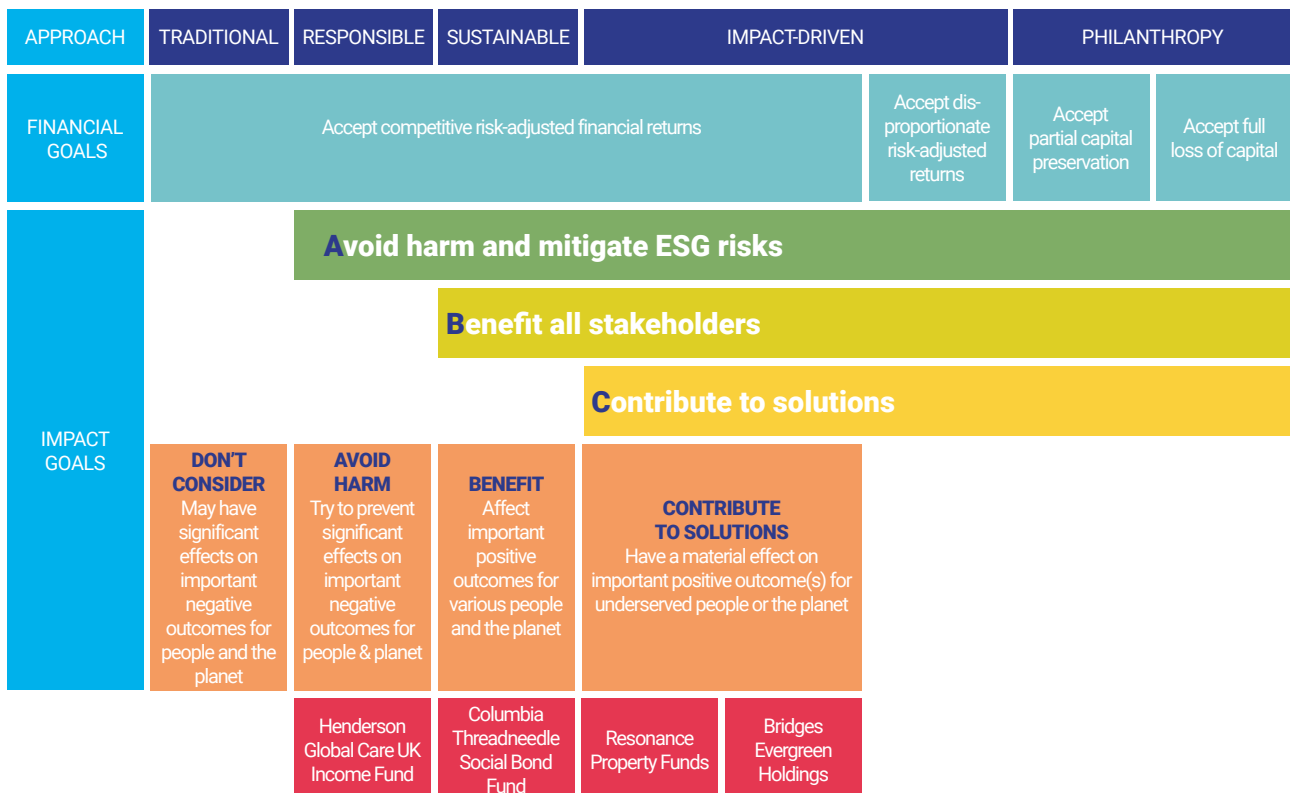 APPROACH
TRADITIONAL
RESPONSIBLE
SUSTAINABLE
IMPACT-DRIVEN
PHILANTHROPY
FINANCIAL
GOALS
Accept competitive risk-adjusted financial returns
Accept dis-
proportionate
risk-adjusted
returns
Accept
partial capital
preservation
Accept full
loss of capital
IMPACT
GOALS
Avoid harm and mitigate ESG risks
Benefit all stakeholders
Contribute to solutions
DON'T
CONSIDER
May have
significant
effects on
important
negative
outcomes for
people and the
planet
AVOID
HARM
Try to prevent
significant
effects on
important
negative
outcomes for
people & planet
BENEFIT
Affect
important
positive
outcomes for
various people
and the planet
CONTRIBUTE
TO SOLUTIONS
Have a material effect on
important positive outcome(s) for
underserved people or the planet
Henderson
Global Care UK
Income Fund
Columbia
Threadneedle
Social Bond
Fund
Resonance
Property Funds
Bridges
Evergreen
Holdings